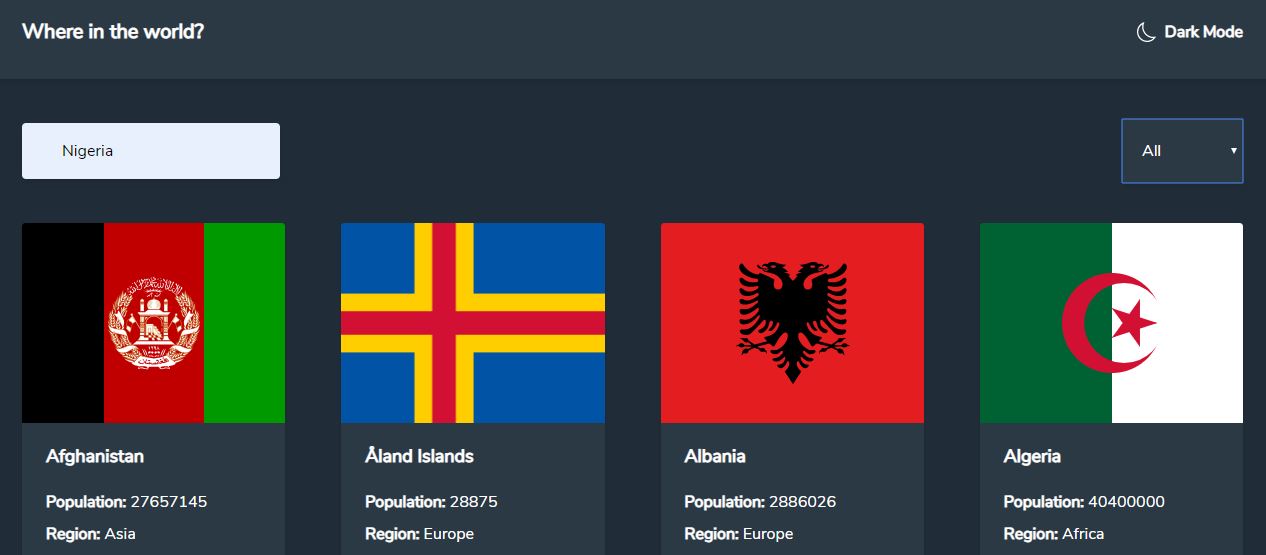 Where in the world?
Dark Mode
Nigeria
All
Afghanistan
Population: 27657145
Region: Asia
Åland Islands
Population: 28875
Region: Europe
Albania
Population: 2886026
Region: Europe
Algeria
Population: 40400000
Region: Africa